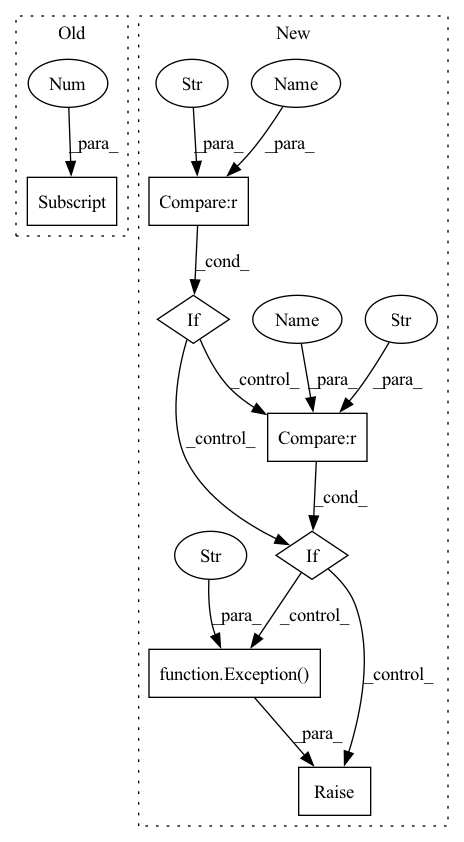 Old
New
Num
Str
Name
_para_
_para_
_para_
Subscript
Compare:r
_cond_
If
Name
Str
_control_
_para_
_para_
_control_
Compare:r
_cond_
Str
If
_para_
_control_
function.Exception()
_control_
_para_
Raise